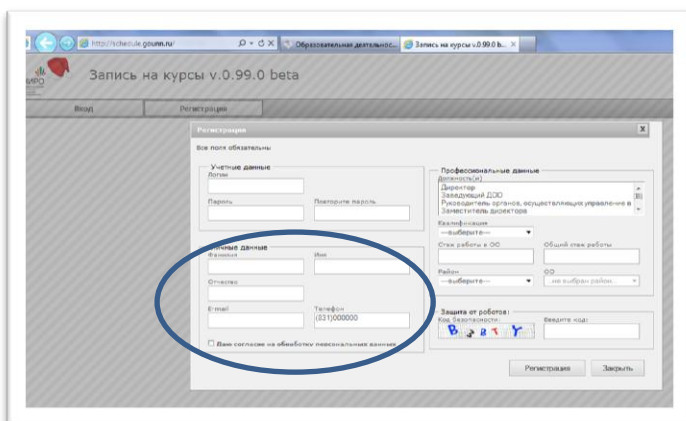 http://schedule.gounn.ru/
Образовательная деятельнос...
Запись на курсы v.0.99.0 b...
Запись на курсы v.0.99.0 beta
Вход
Регистрация
Регистрация
Все поля обязательны
Учетные данные
Логин
Пароль
Повторите пароль
Личные данные
Фамилия
Имя
Отчество
E-mail
Телефон
(831)000000
Даю согласие на обработку персональных данных
Профессиональные данные
Должность(и)
Директор
Заведующий ДОО
Руководитель органов, осуществляющих управление в
Заместитель директора
Квалификация
---выберите---
Стаж работы в ОО
Общий стаж работы
Район
---выберите---
ОО
...не выбран район...
Защита от роботов:
Код безопасности:
Введите код:
Регистрация
Закрыть